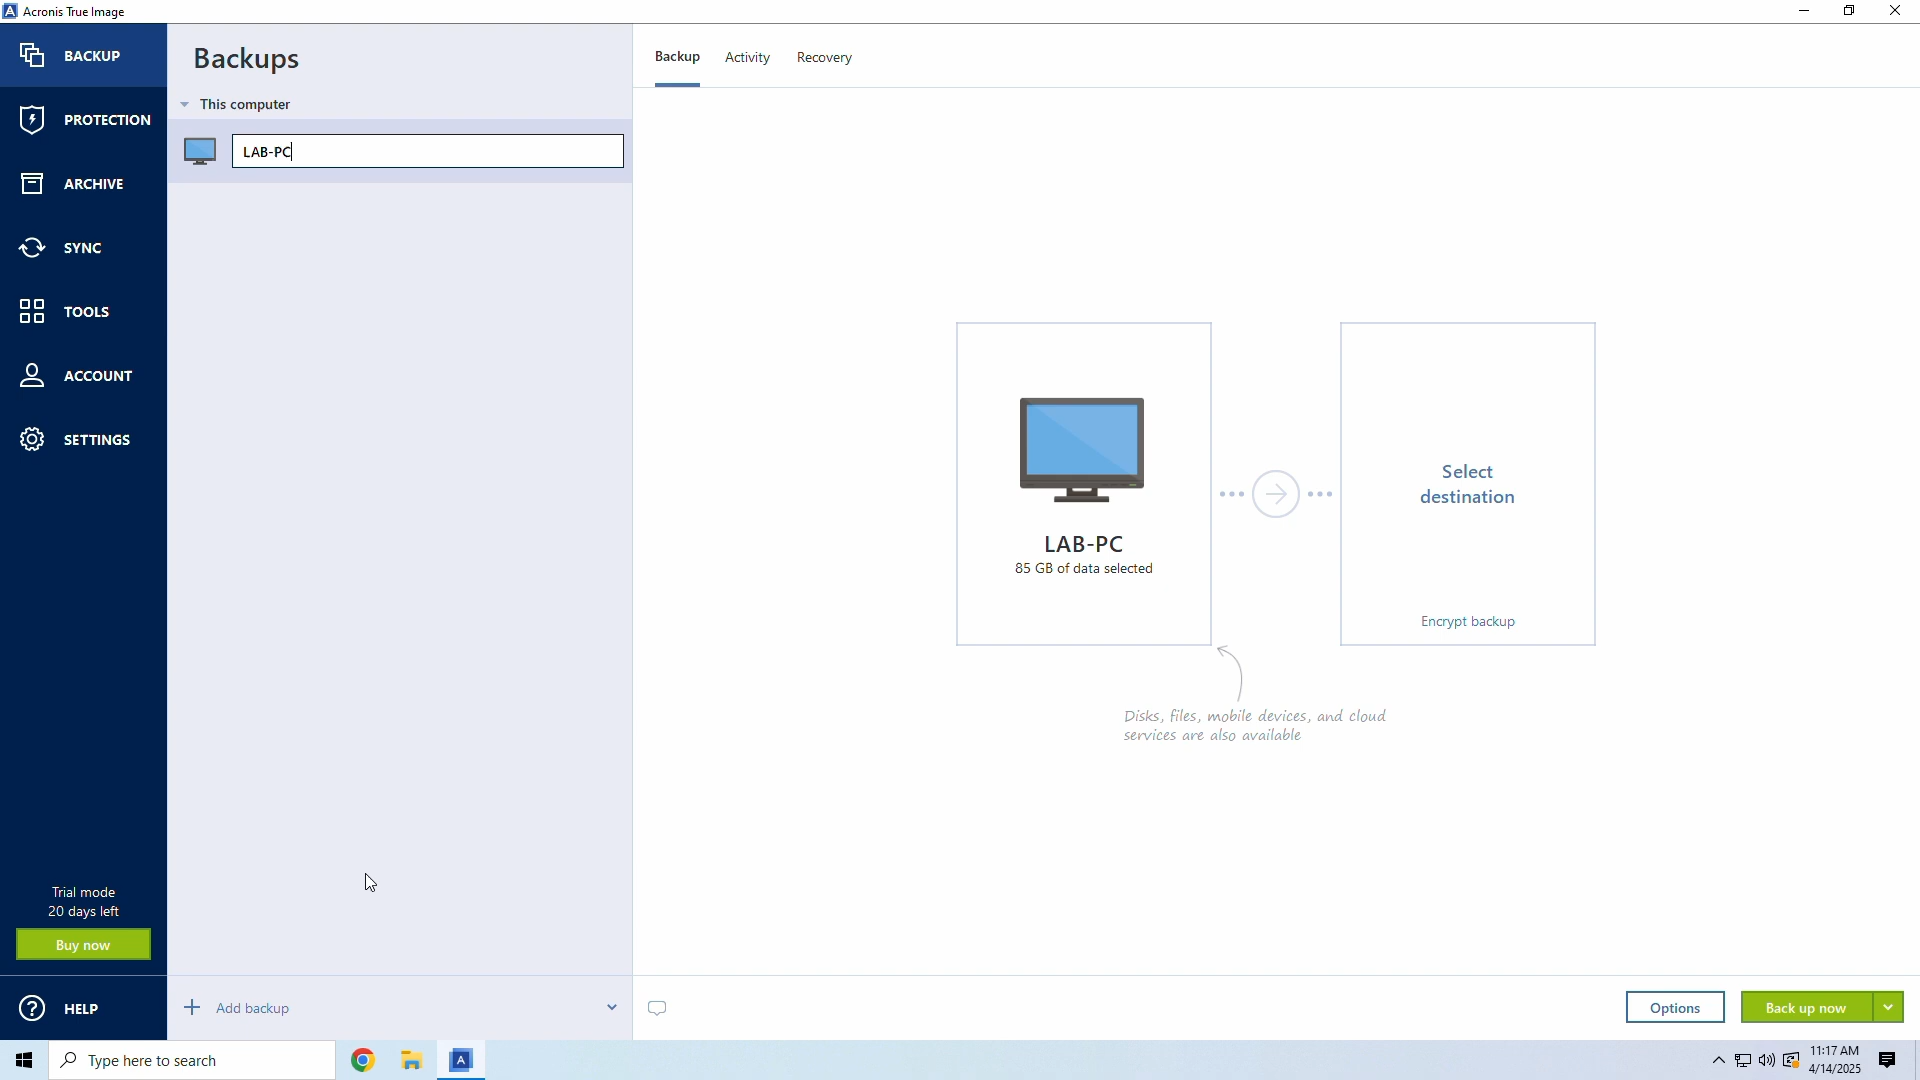 Acronis True Image
BACKUP
PROTECTION
ARCHIVE
SYNC
TOOLS
ACCOUNT
SETTINGS
Trial mode
20 days left
Buy now
HELP
Backups
This computer
LAB-PC
Add backup
Backup Activity Recovery
LAB-PC
85 GB of data selected
Select
destination
Encrypt backup
Disks, files, mobile devices, and cloud
services are also available
Options
Back up now
Type here to search
11:17 AM
4/14/2025